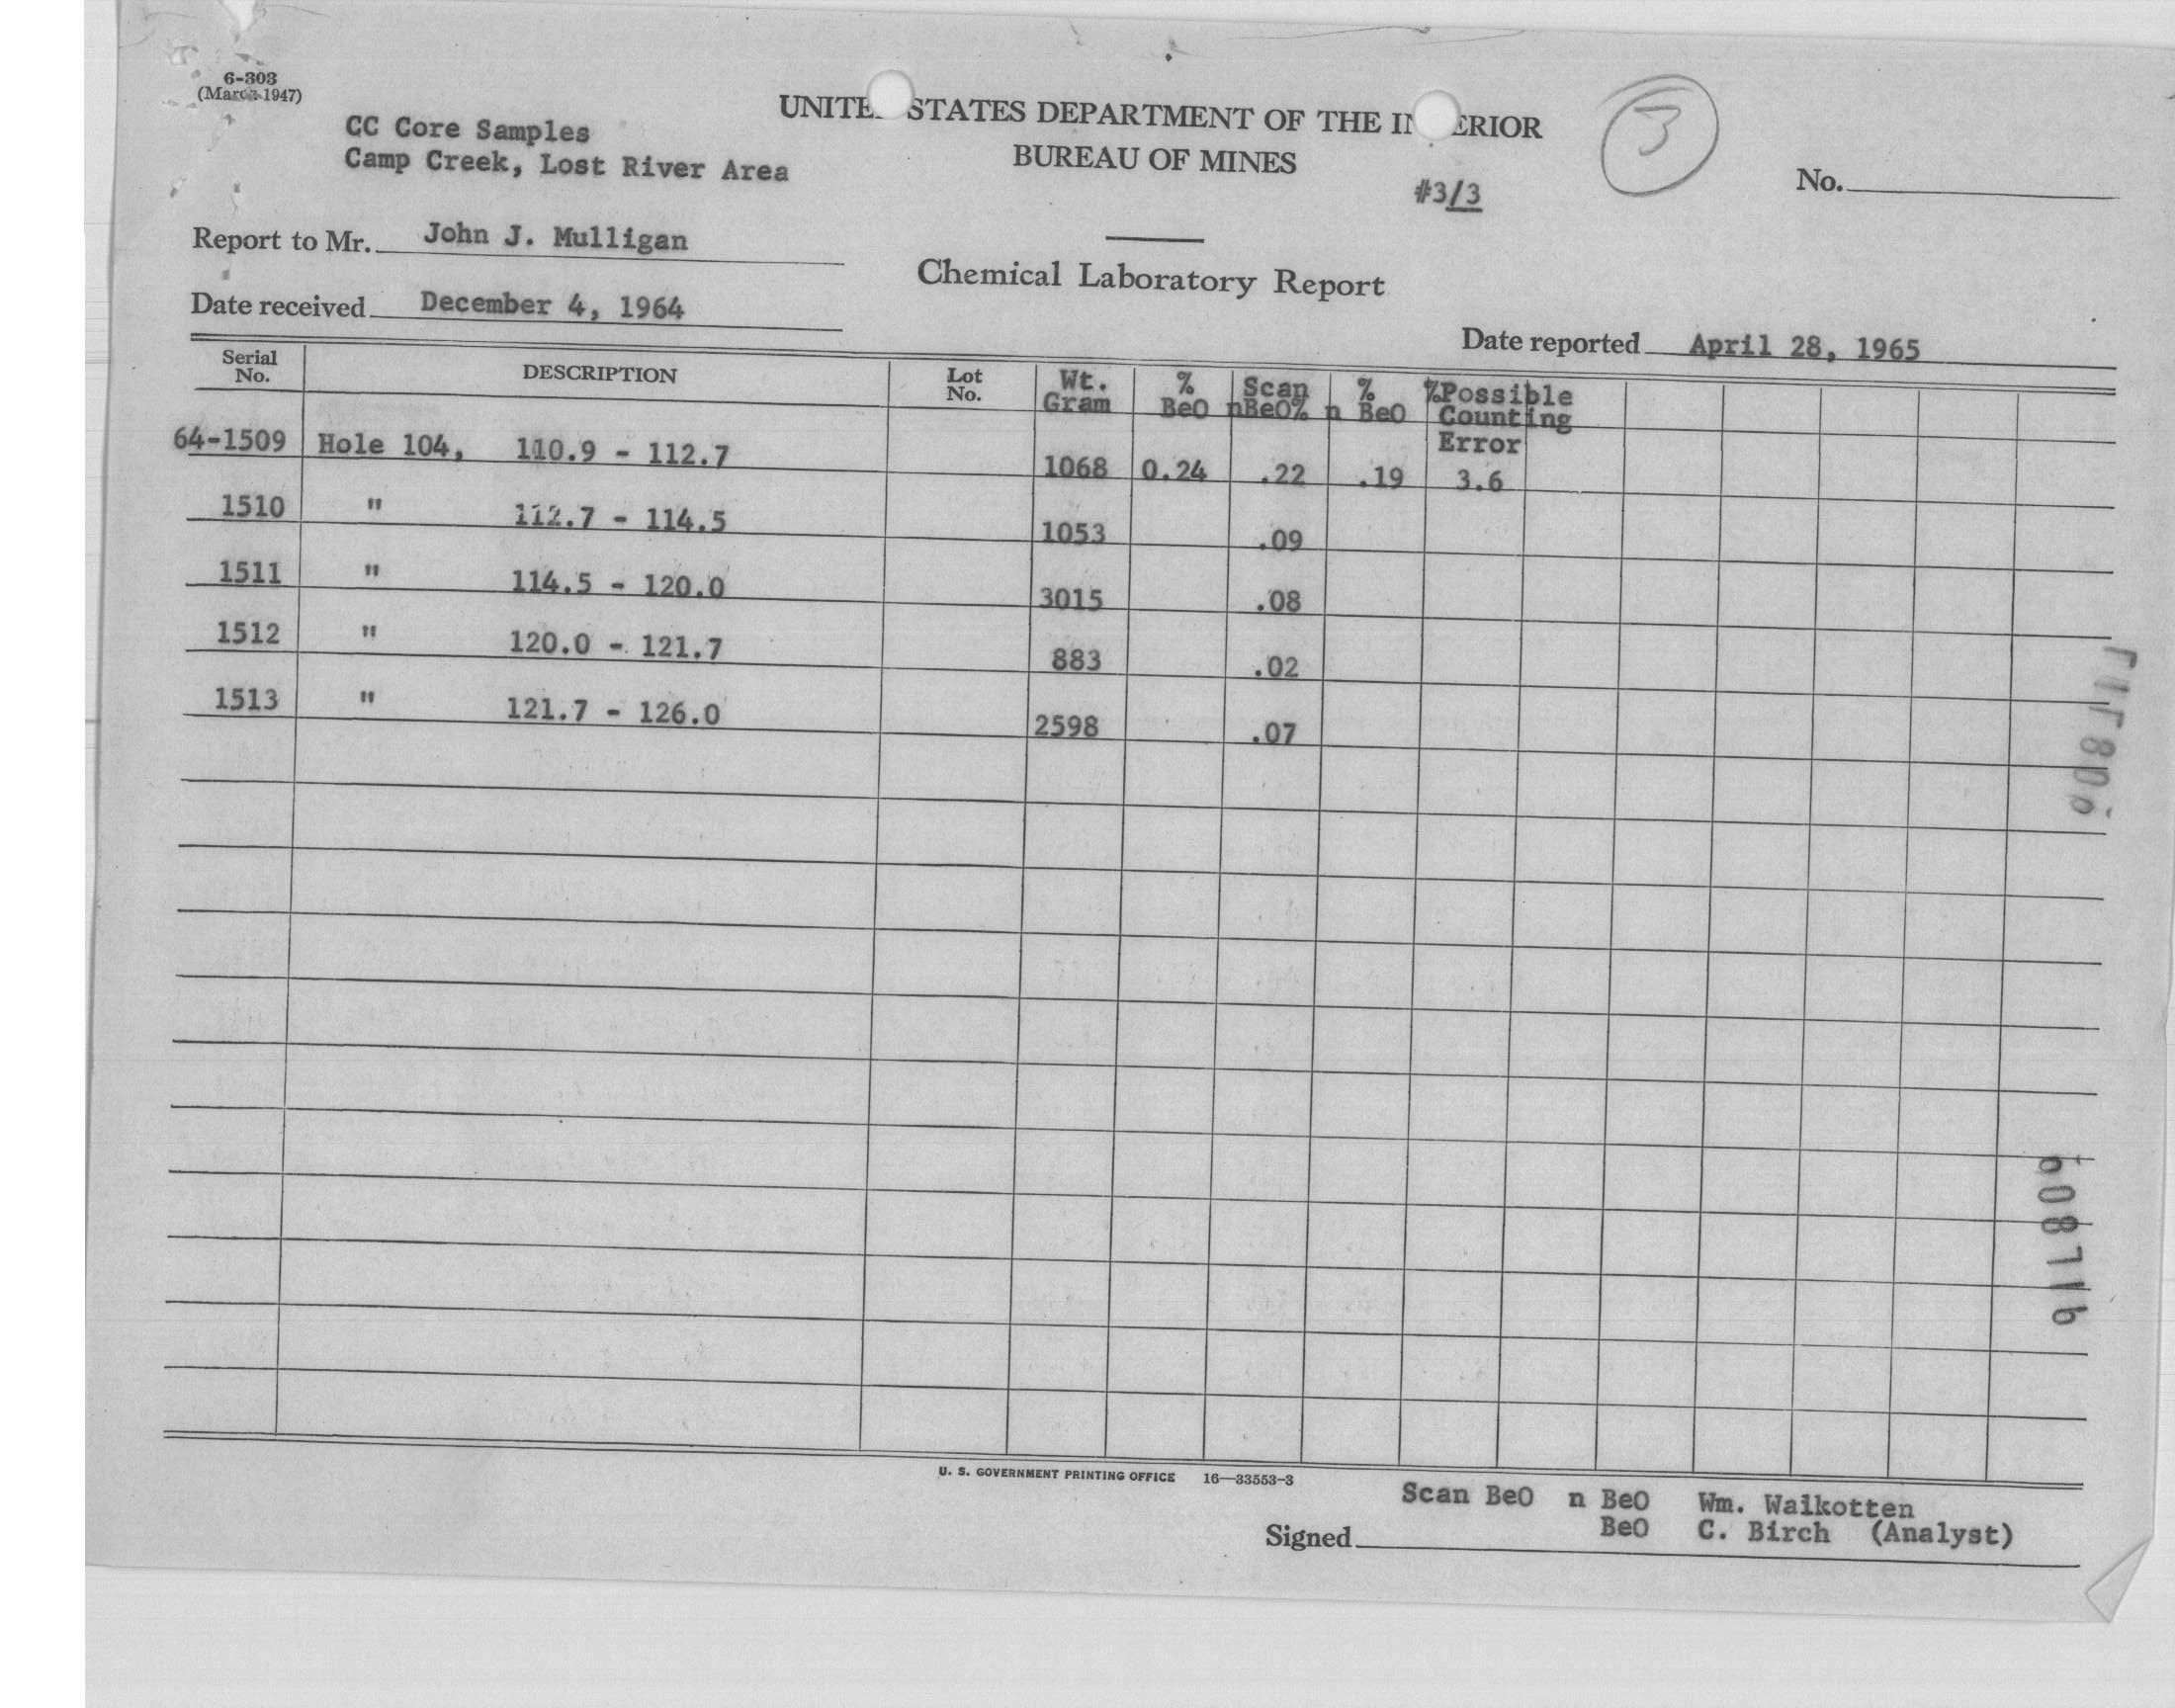 6-303
(March 1947)
CC Core Samples
Camp Creek, Lost River Area
UNITED STATES DEPARTMENT OF THE INTERIOR
BUREAU OF MINES
3
#3/3
No.
Report to Mr. John J. Mulligan
Chemical Laboratory Report
Date received December 4, 1964
Date reported April 28, 1965
Serial No. DESCRIPTION Lot No. Wt. Gram % BeO Scan nBeO% % n BeO %Possible Counting Error
64-1509 Hole 104, 110.9 - 112.7 1068 0.24 .22 .19 3.6
1510 " 112.7 - 114.5 1053 .09
1511 " 114.5 - 120.0 3015 .08
1512 " 120.0 - 121.7 883 .02
1513 " 121.7 - 126.0 2598 .07
U. S. GOVERNMENT PRINTING OFFICE 16—33553-3
Scan BeO n BeO Wm. Walkotten
BeO C. Birch (Analyst)
Signed